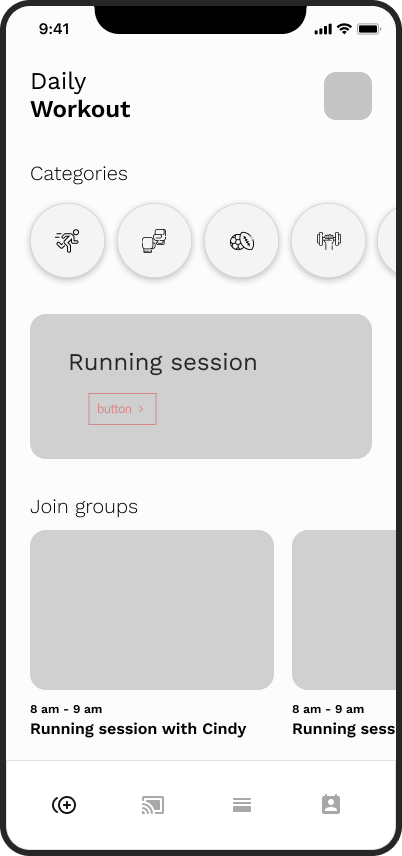 9:41
Daily
Workout
Categories
Running session
button
Join groups
8 am - 9 am
Running session with Cindy
8 am - 9 am
Running sess